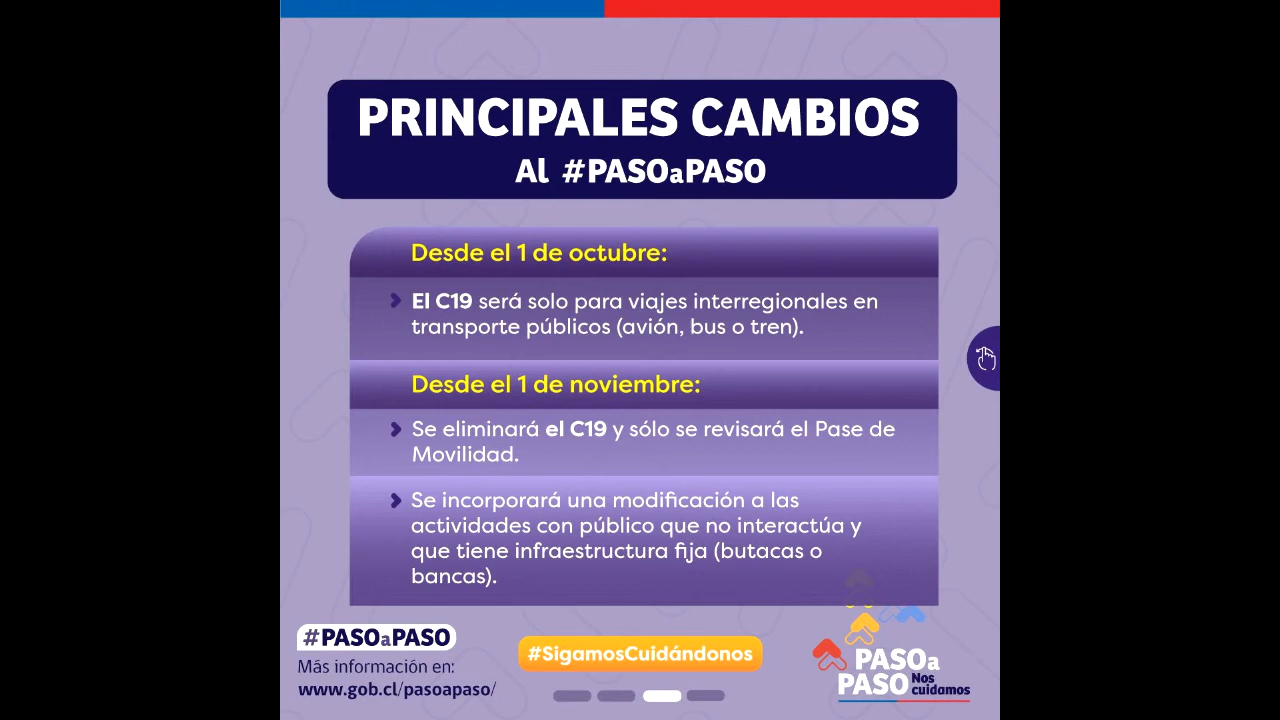 PRINCIPALES CAMBIOS
Al #PASOaPASO
Desde el 1 de octubre:
El C19 será solo para viajes interregionales en
transporte públicos (avión, bus o tren).
Desde el 1 de noviembre:
Se eliminará el C19 y sólo se revisará el Pase de
Movilidad.
Se incorporará una modificación a las
actividades con público que no interactúa y
que tiene infraestructura fija (butacas o
bancas).
#PASOaPASO
Más información en:
www.gob.cl/pasoapaso/
#SigamosCuidándonos
PASOa
PASO Nos
cuidamos